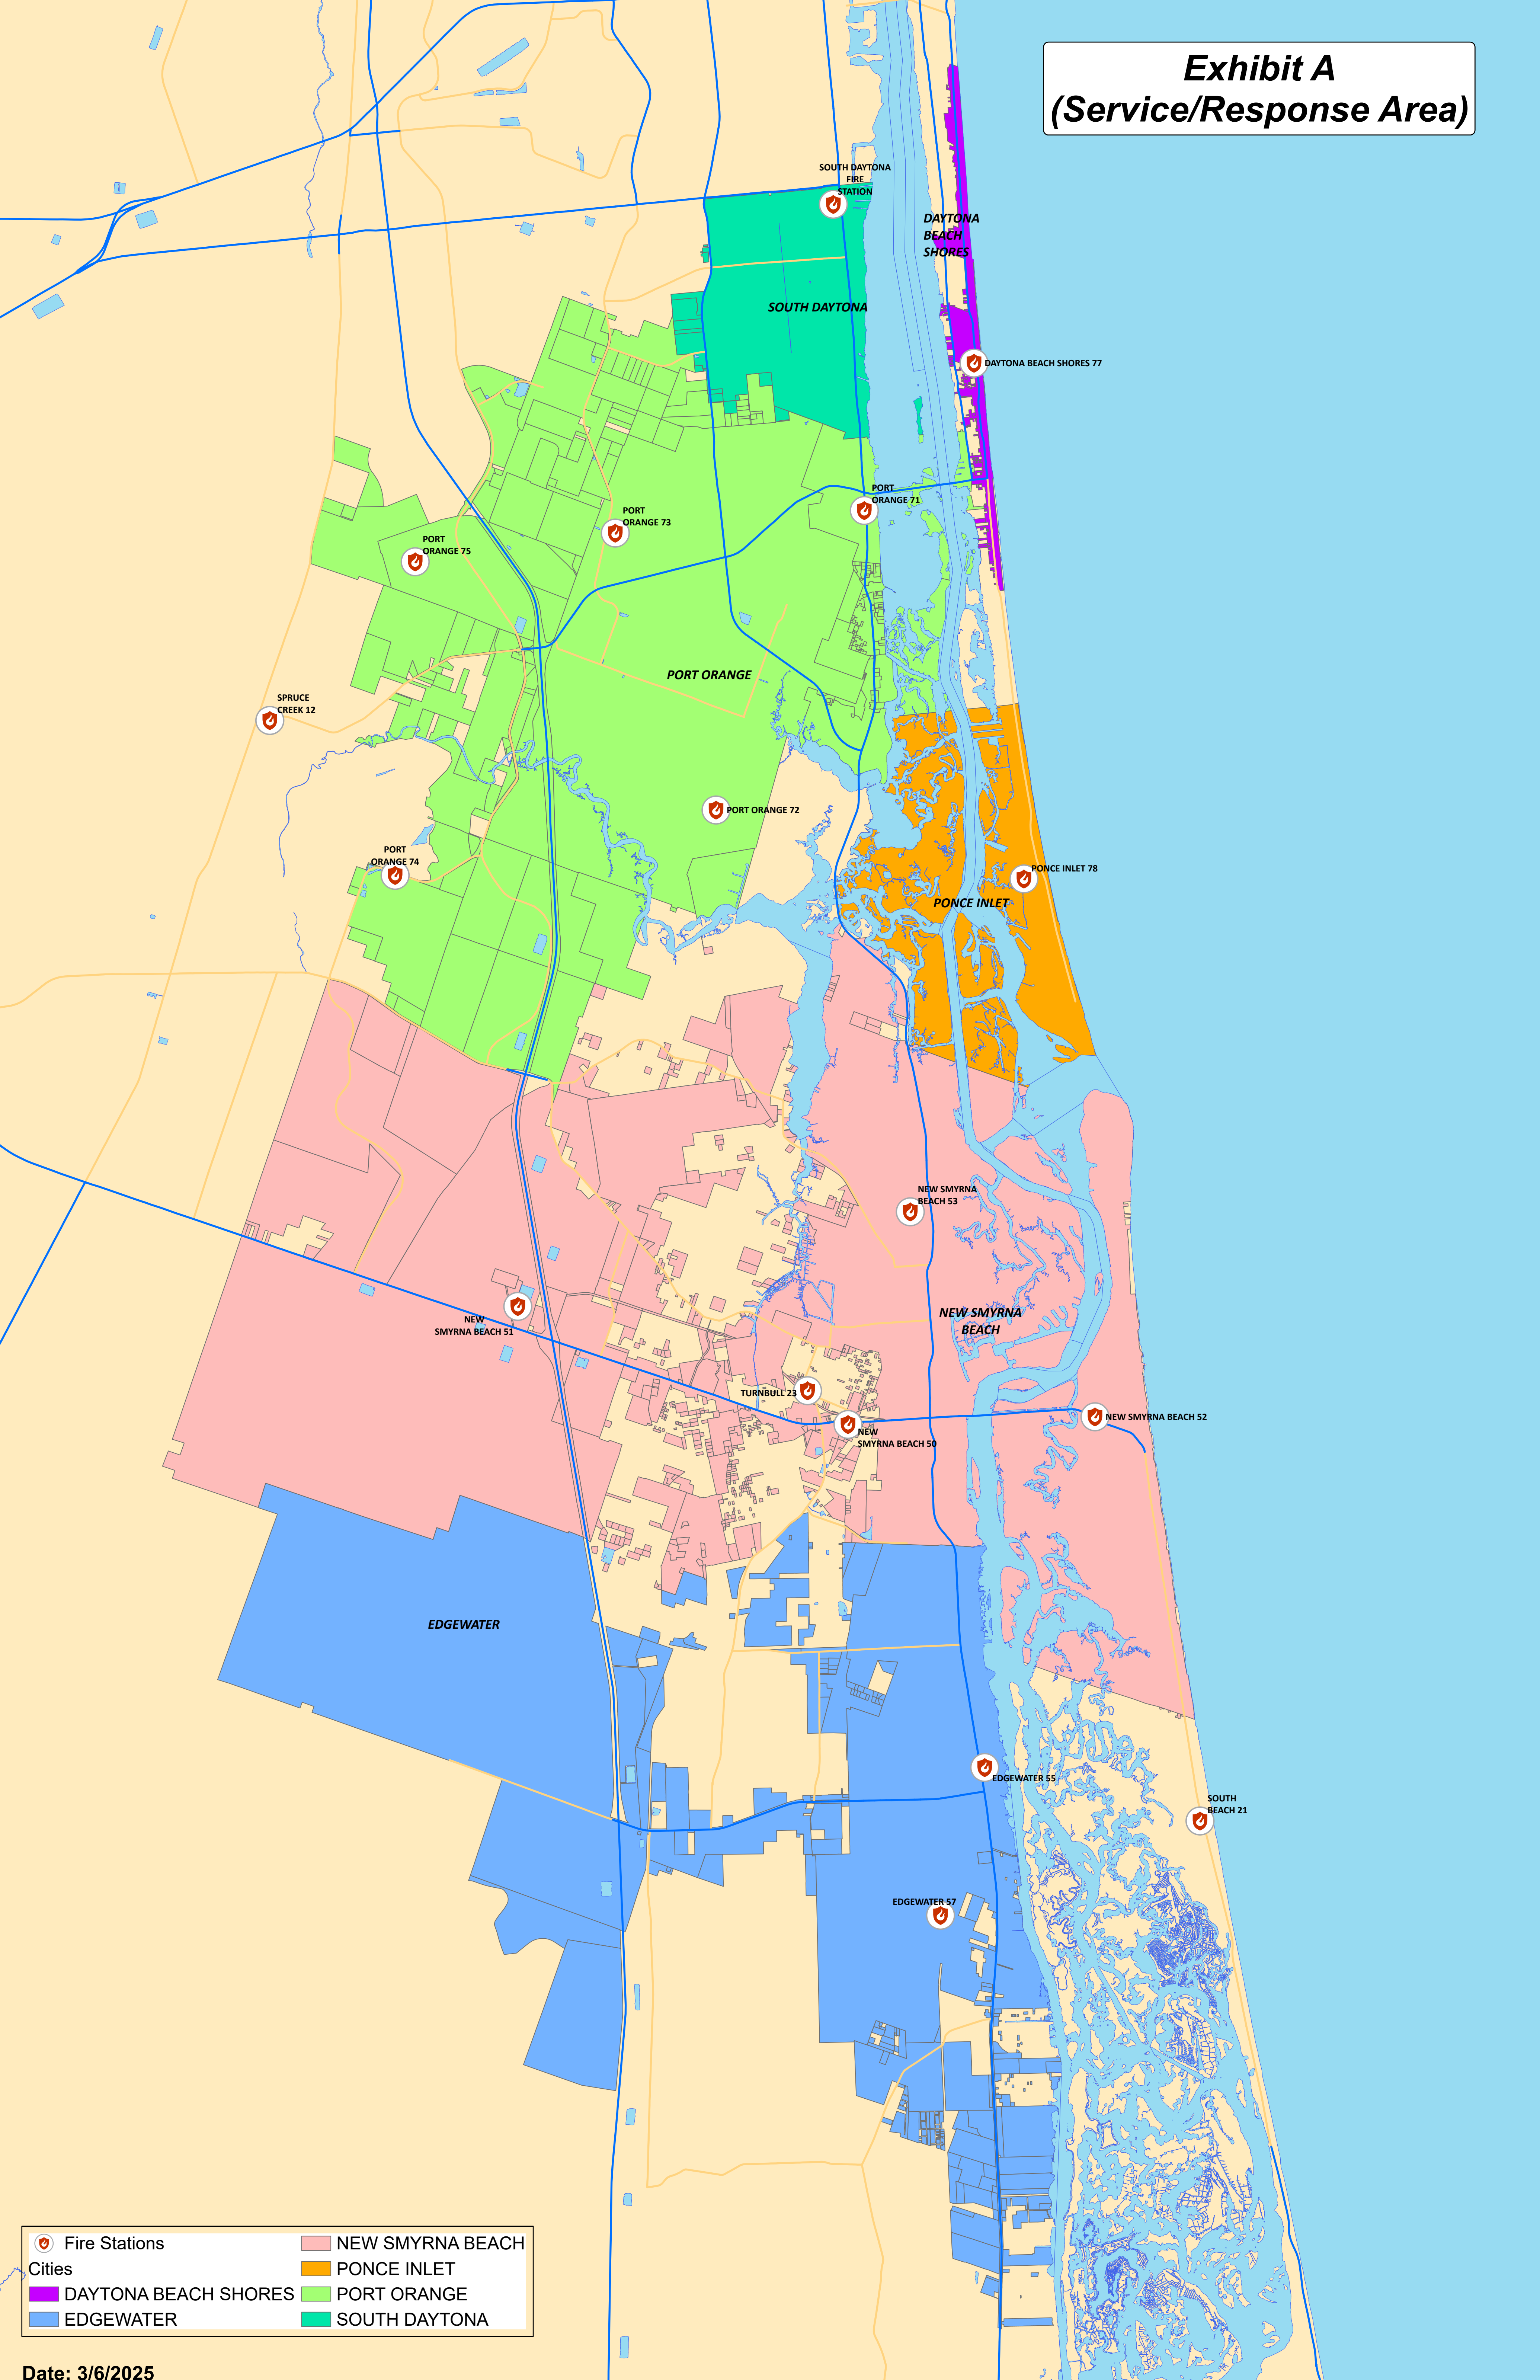 Exhibit A
(Service/Response Area)
SOUTH DAYTONA
FIRE
STATION
DAYTONA
BEACH
SHORES
SOUTH DAYTONA
DAYTONA BEACH SHORES 77
PORT
ORANGE 71
PORT
ORANGE 73
PORT
ORANGE 75
PORT ORANGE
SPRUCE
CREEK 12
PORT ORANGE 72
PORT
ORANGE 74
PONCE INLET 78
PONCE INLET
NEW SMYRNA
BEACH 53
NEW
SMYRNA BEACH 51
NEW SMYRNA
BEACH
TURNBULL 23
NEW SMYRNA BEACH 52
NEW
SMYRNA BEACH 50
EDGEWATER
EDGEWATER 55
SOUTH
BEACH 21
EDGEWATER 57
Fire Stations
Cities
DAYTONA BEACH SHORES
EDGEWATER
NEW SMYRNA BEACH
PONCE INLET
PORT ORANGE
SOUTH DAYTONA
Date: 3/6/2025